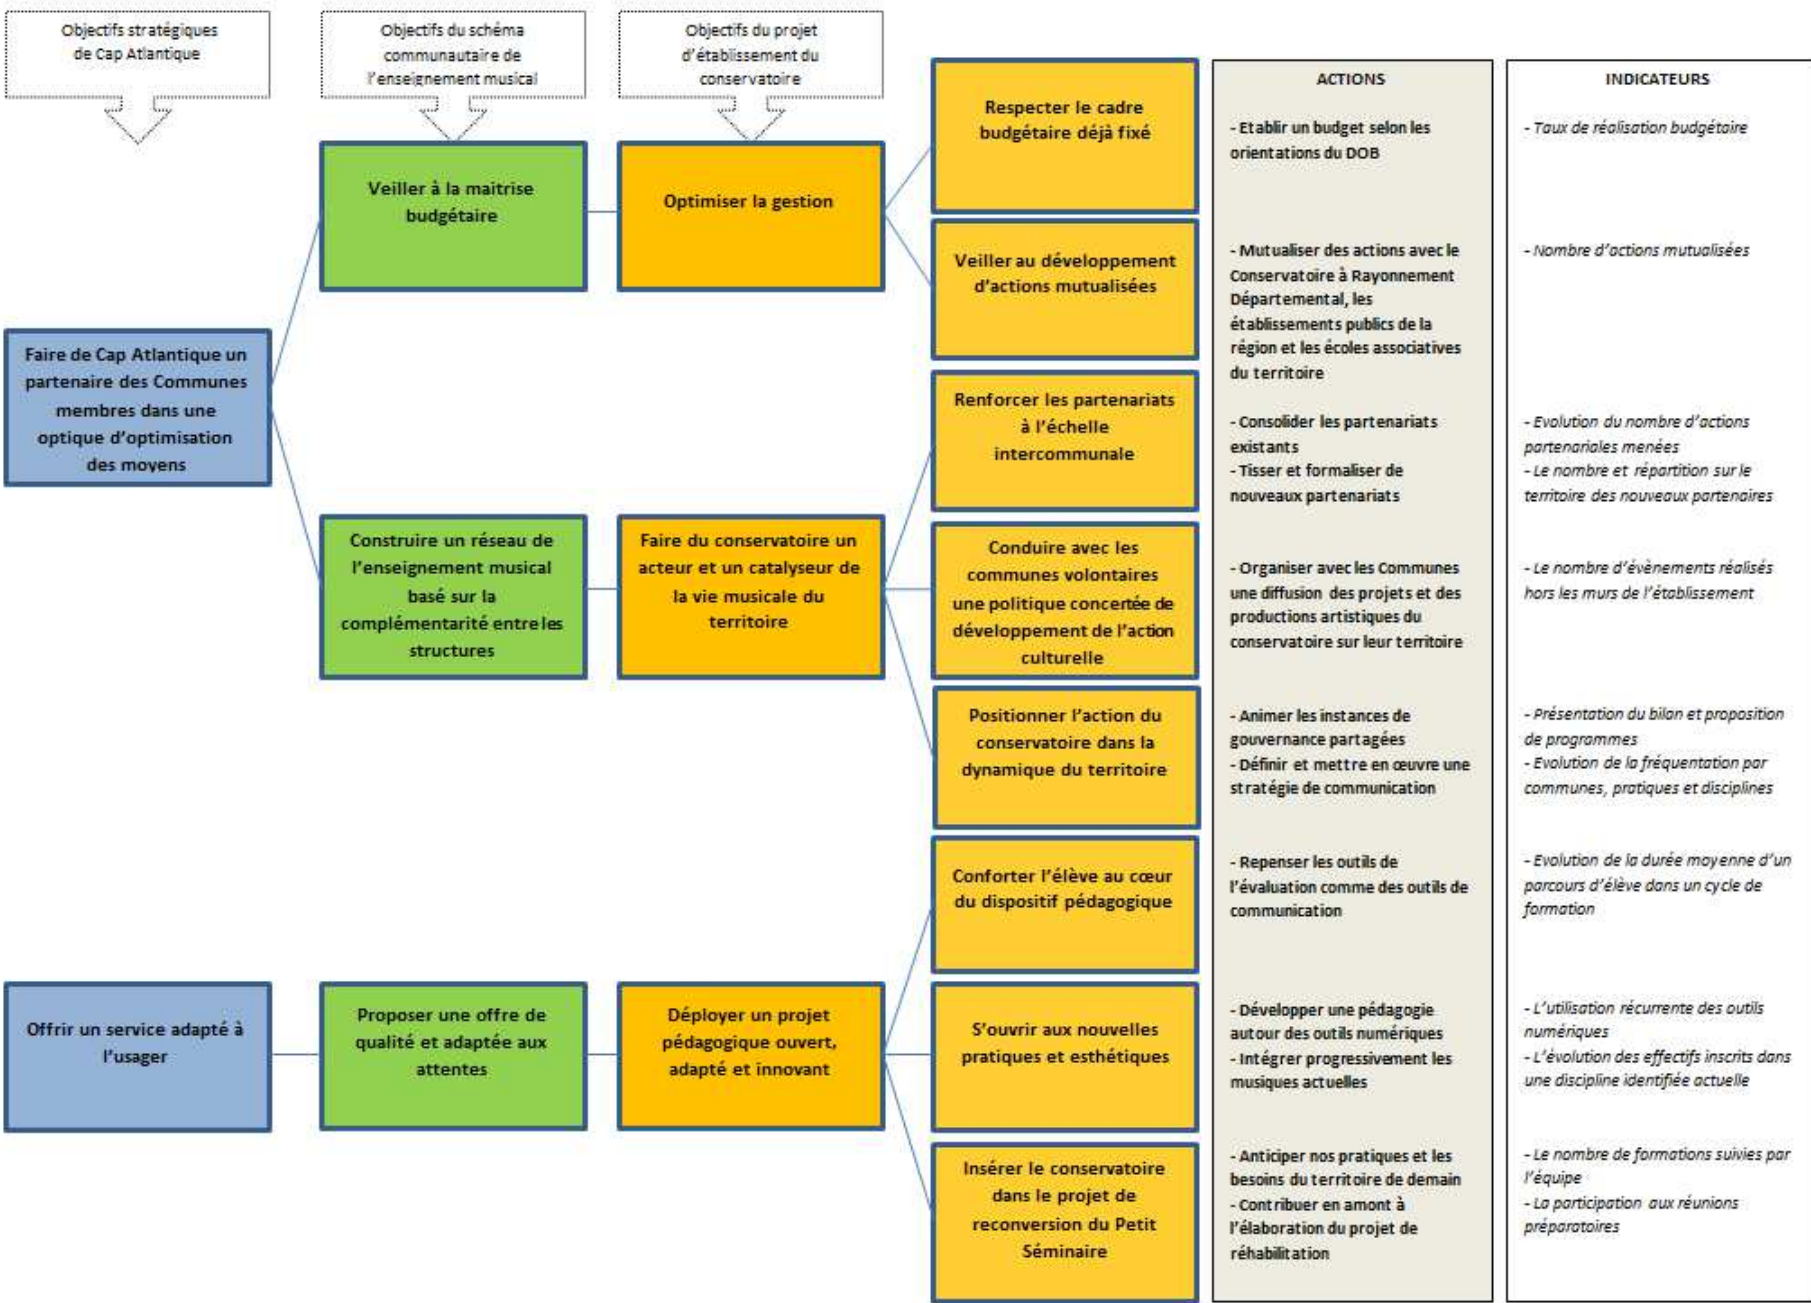 Objectifs stratégiques
de Cap Atlantique
Objectifs du schéma
communautaire de
l'enseignement musical
Objectifs du projet
d'établissement du
conservatoire
Veiller à la maitrise
budgétaire
Optimiser la gestion
Faire de Cap Atlantique un
partenaire des Communes
membres dans une
optique d'optimisation
des moyens
Construire un réseau de
l'enseignement musical
basé sur la
complémentarité entre les
structures
Faire du conservatoire un
acteur et un catalyseur de
la vie musicale du
territoire
Offrir un service adapté à
l'usager
Proposer une offre de
qualité et adaptée aux
attentes
Déployer un projet
pédagogique ouvert,
adapté et innovant
Respecter le cadre
budgétaire déjà fixé
Veiller au développement
d'actions mutualisées
Renforcer les partenariats
à l'échelle
intercommunale
Conduire avec les
communes volontaires
une politique concertée de
développement de l'action
culturelle
Positionner l'action du
conservatoire dans la
dynamique du territoire
Conforter l'élève au cœur
du dispositif pédagogique
S'ouvrir aux nouvelles
pratiques et esthétiques
Insérer le conservatoire
dans le projet de
reconversion du Petit
Séminaire
ACTIONS
- Etablir un budget selon les
orientations du DOB
- Mutualiser des actions avec le
Conservatoire à Rayonnement
Départemental, les
établissements publics de la
région et les écoles associatives
du territoire
- Consolider les partenariats
existants
- Tisser et formaliser de
nouveaux partenariats
- Organiser avec les Communes
une diffusion des projets et des
productions artistiques du
conservatoire sur leur territoire
- Animer les instances de
gouvernance partagées
- Définir et mettre en œuvre une
stratégie de communication
- Repenser les outils de
l'évaluation comme des outils de
communication
- Développer une pédagogie
autour des outils numériques
- Intégrer progressivement les
musiques actuelles
- Anticiper nos pratiques et les
besoins du territoire de demain
- Contribuer en amont à
l'élaboration du projet de
réhabilitation
INDICATEURS
- Taux de réalisation budgétaire
- Nombre d'actions mutualisées
- Evolution du nombre d'actions
partenariales menées
- Le nombre et répartition sur le
territoire des nouveaux partenaires
- Le nombre d'évènements réalisés
hors les murs de l'établissement
- Présentation du bilan et proposition
de programmes
- Evolution de la fréquentation par
communes, pratiques et disciplines
- Evolution de la durée moyenne d'un
parcours d'élève dans un cycle de
formation
- L'utilisation récurrente des outils
numériques
- L'évolution des effectifs inscrits dans
une discipline identifiée actuelle
- Le nombre de formations suivies par
l'équipe
- La participation aux réunions
préparatoires